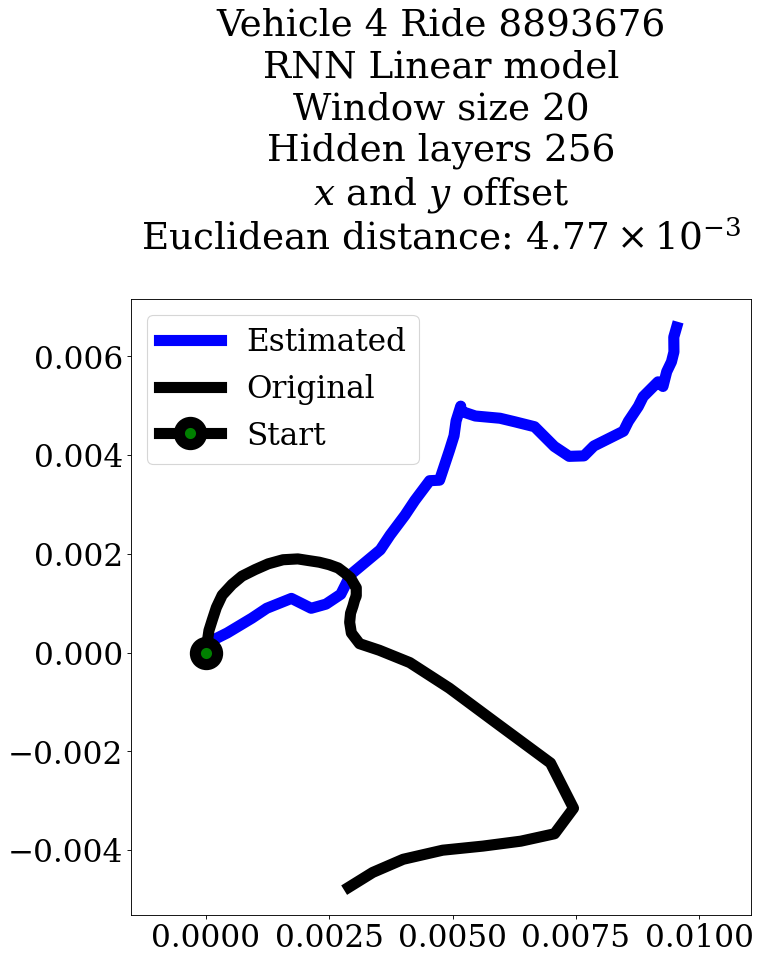 Vehicle 4 Ride 8893676
RNN Linear model
Window size 20
Hidden layers 256
x and y offset
Euclidean distance: 4.77 × 10⁻³
Estimated
Original
Start
0.006
0.004
0.002
0.000
−0.002
−0.004
0.0000 0.0025 0.0050 0.0075 0.0100